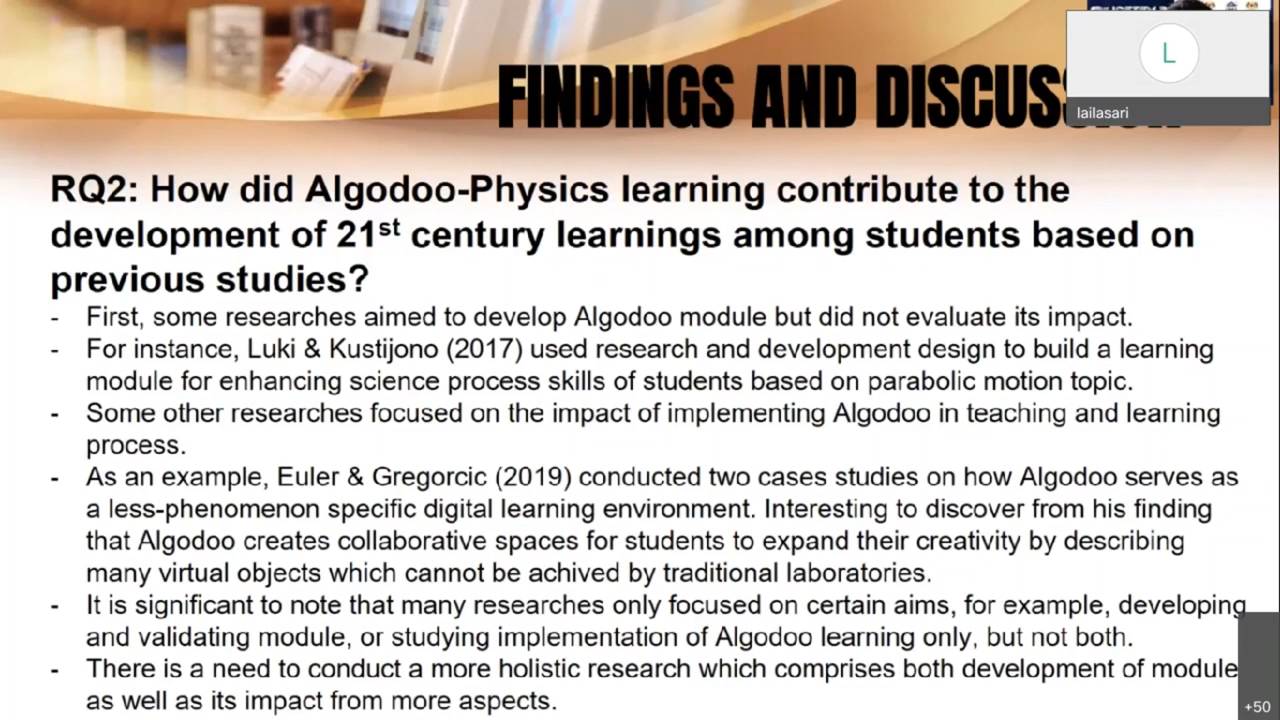 FINDINGS AND DISCUS
L
lailasari
RQ2: How did Algodoo-Physics learning contribute to the
development of 21st century learnings among students based on
previous studies?
- First, some researches aimed to develop Algodoo module but did not evaluate its impact.
- For instance, Luki & Kustijono (2017) used research and development design to build a learning
module for enhancing science process skills of students based on parabolic motion topic.
- Some other researches focused on the impact of implementing Algodoo in teaching and learning
process.
- As an example, Euler & Gregorcic (2019) conducted two cases studies on how Algodoo serves as
a less-phenomenon specific digital learning environment. Interesting to discover from his finding
that Algodoo creates collaborative spaces for students to expand their creativity by describing
many virtual objects which cannot be achived by traditional laboratories.
- It is significant to note that many researches only focused on certain aims, for example, developing
and validating module, or studying implementation of Algodoo learning only, but not both.
- There is a need to conduct a more holistic research which comprises both development of module
as well as its impact from more aspects.
+50